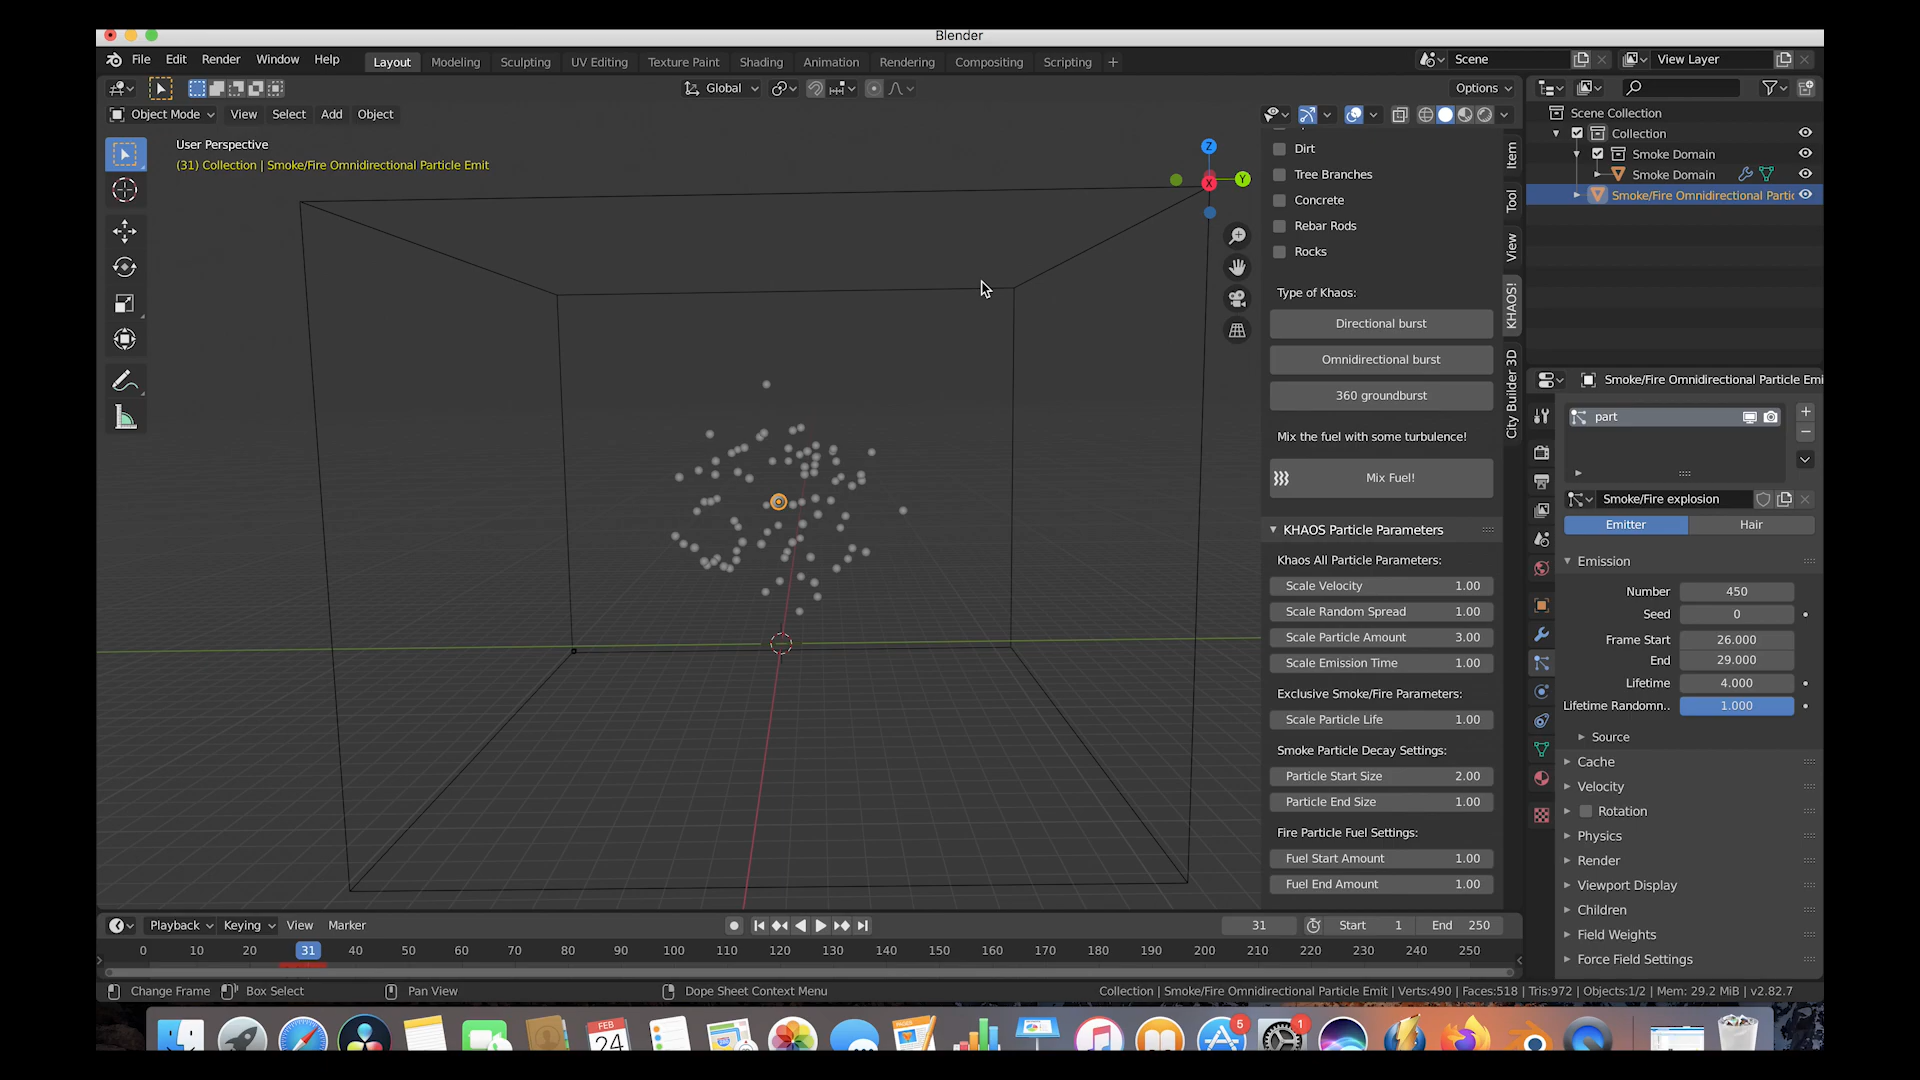 Blender
File Edit Render Window Help Layout Modeling Sculpting UV Editing Texture Paint Shading Animation Rendering Compositing Scripting + Scene View Layer
Global Options
Object Mode View Select Add Object
User Perspective
(31) Collection | Smoke/Fire Omnidirectional Particle Emit
Z
Y
X
Dirt
Tree Branches
Concrete
Rebar Rods
Rocks
Type of Khaos:
Directional burst
Omnidirectional burst
360 groundburst
Mix the fuel with some turbulence!
Mix Fuel!
KHAOS Particle Parameters
Khaos All Particle Parameters:
Scale Velocity 1.00
Scale Random Spread 1.00
Scale Particle Amount 3.00
Scale Emission Time 1.00
Exclusive Smoke/Fire Parameters:
Scale Particle Life 1.00
Smoke Particle Decay Settings:
Particle Start Size 2.00
Particle End Size 1.00
Fire Particle Fuel Settings:
Fuel Start Amount 1.00
Fuel End Amount 1.00
Item
Tool
View
KHAOS!
City Builder 3D
Scene Collection
Collection
Smoke Domain
Smoke Domain
Smoke/Fire Omnidirectional Partic
Smoke/Fire Omnidirectional Particle Emi
part
Smoke/Fire explosion
Emitter Hair
Emission
Number 450
Seed 0
Frame Start 26.000
End 29.000
Lifetime 4.000
Lifetime Randomn.. 1.000
Source
Cache
Velocity
Rotation
Physics
Render
Viewport Display
Children
Field Weights
Force Field Settings
Playback Keying View Marker 31 Start 1 End 250
0 10 20 31 40 50 60 70 80 90 100 110 120 130 140 150 160 170 180 190 200 210 220 230 240 250
Change Frame Box Select Pan View Dope Sheet Context Menu Collection | Smoke/Fire Omnidirectional Particle Emit | Verts:490 | Faces:518 | Tris:972 | Objects:1/2 | Mem: 29.2 MiB | v2.82.7
FEB
24
5
1